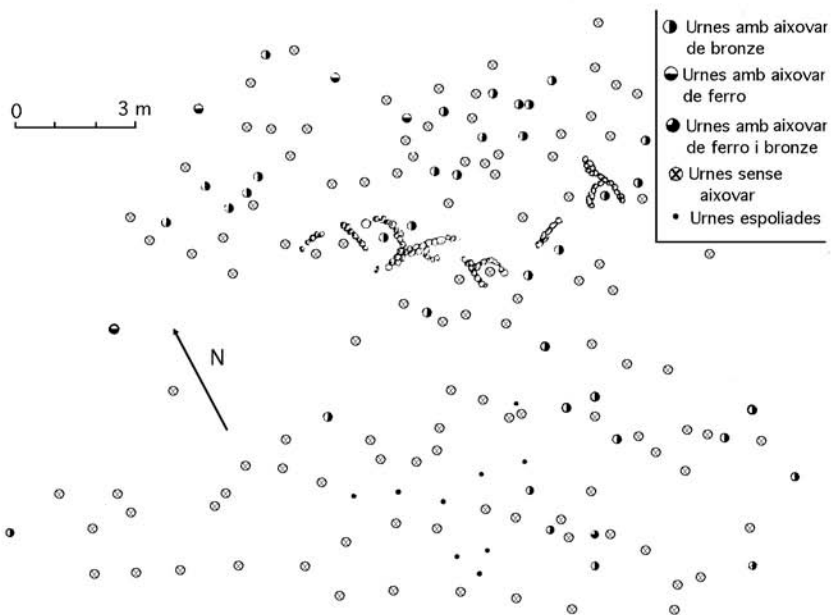 0 3 m
N
Urnes amb aixovar
de bronze
Urnes amb aixovar
de ferro
Urnes amb aixovar
de ferro i bronze
Urnes sense
aixovar
Urnes espoliades